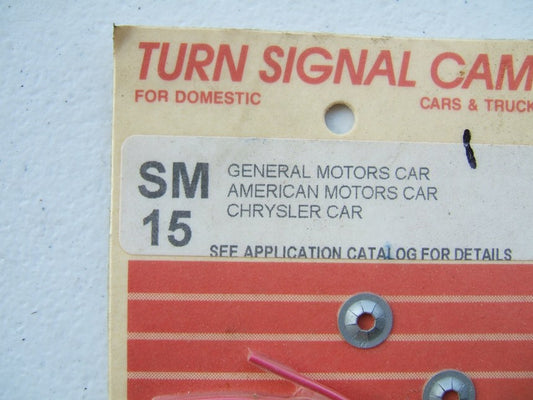 TURN SIGNAL CAM
FOR DOMESTIC CARS & TRUCK
SM 15
GENERAL MOTORS CAR
AMERICAN MOTORS CAR
CHRYSLER CAR
SEE APPLICATION CATALOG FOR DETAILS